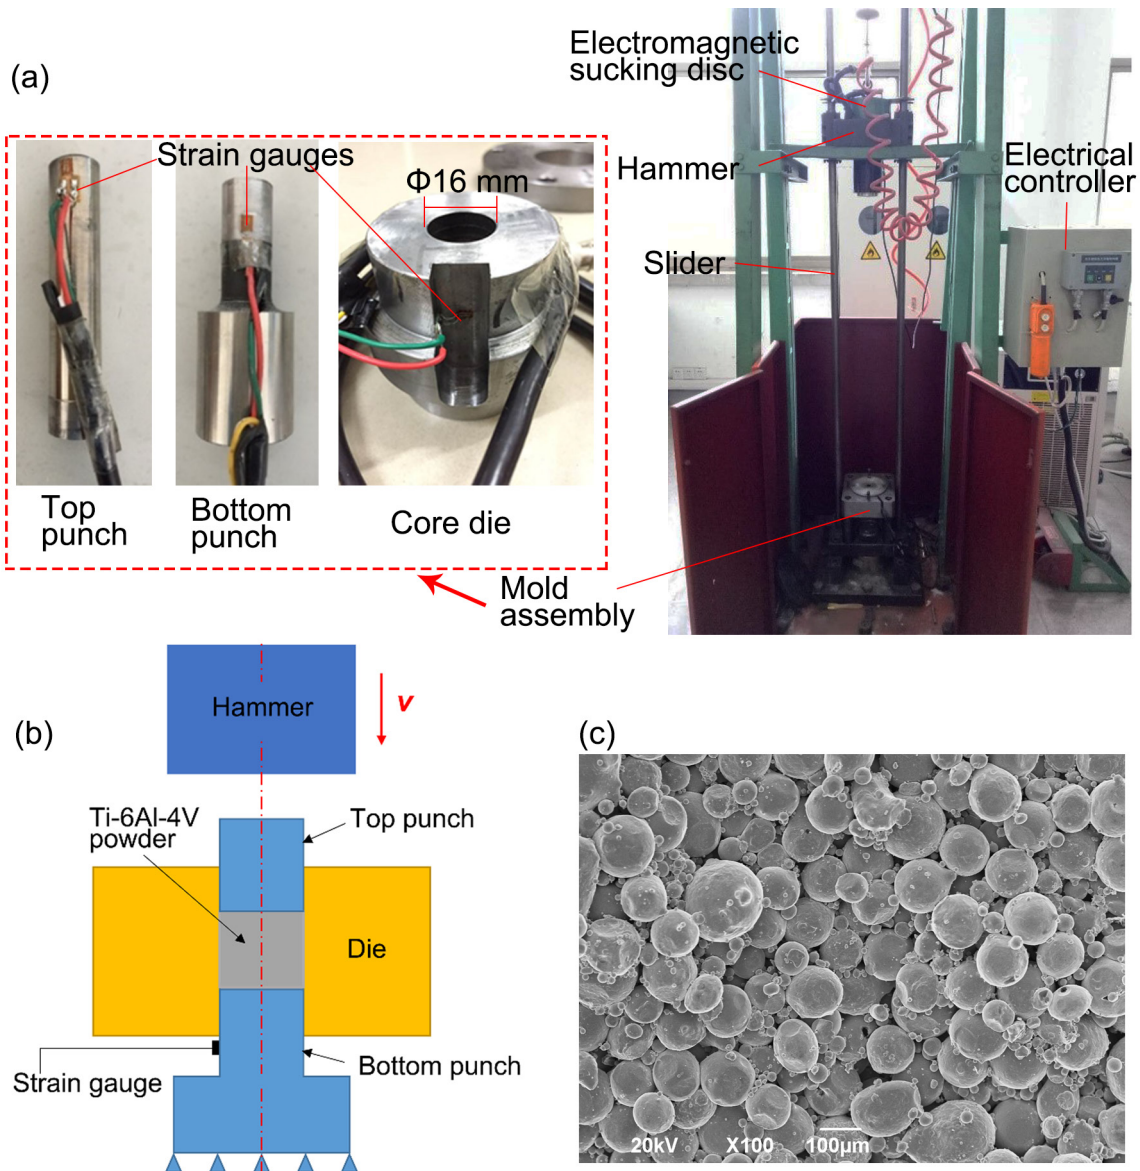 (a)
Electromagnetic
sucking disc
Strain gauges
Φ16 mm
Hammer
Electrical
controller
Slider
Top
punch
Bottom
punch
Core die
Mold
assembly
(b)
Hammer
v
Ti-6Al-4V
powder
Top punch
Die
Strain gauge
Bottom punch
(c)
20kV X100 100μm